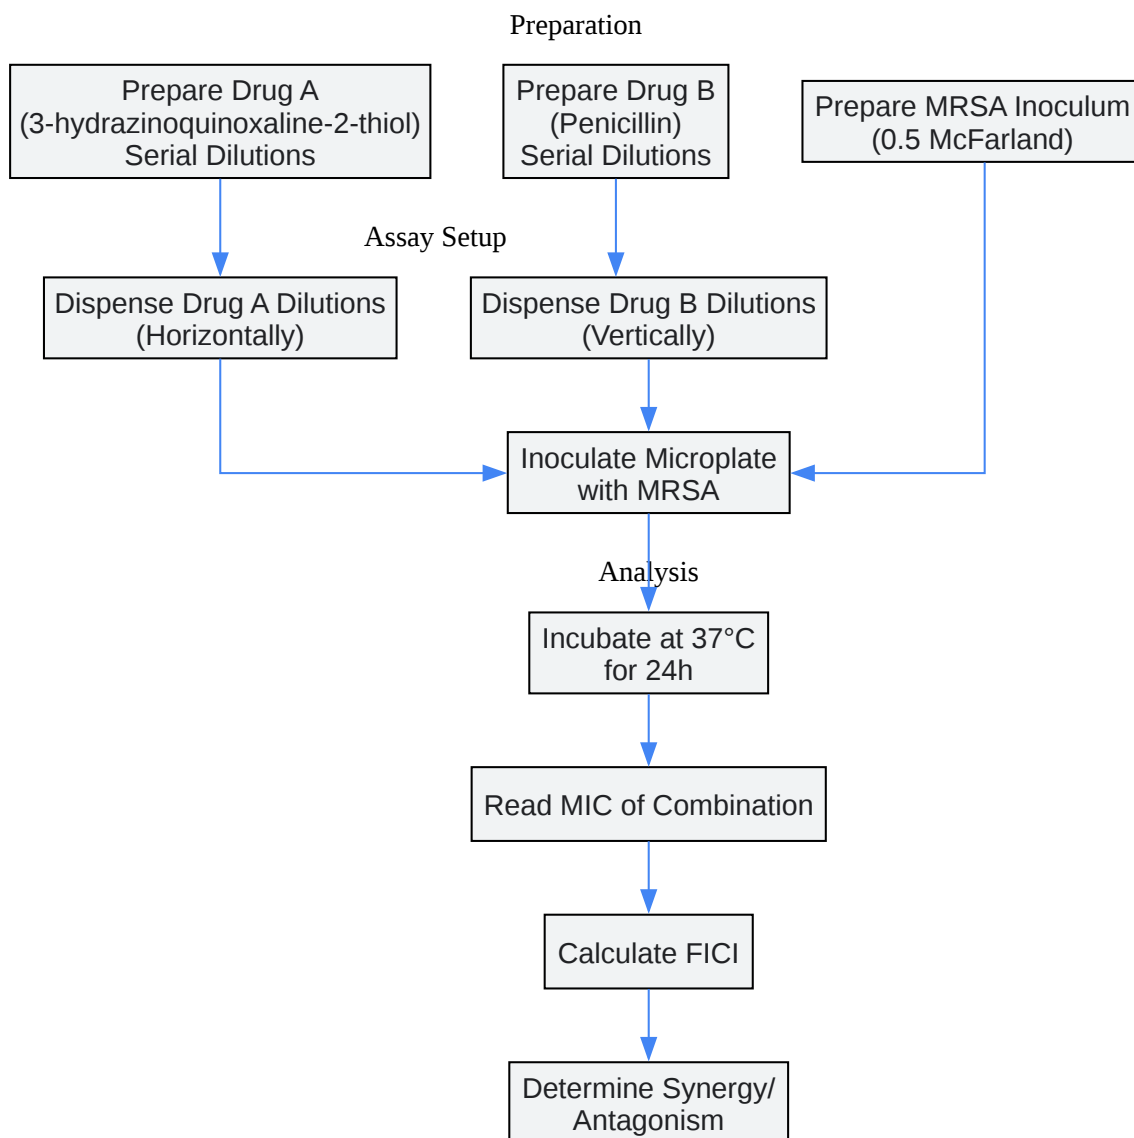 Preparation
Prepare Drug A
(3-hydrazinoquinoxaline-2-thiol)
Serial Dilutions
Prepare Drug B
(Penicillin)
Serial Dilutions
Prepare MRSA Inoculum
(0.5 McFarland)
Assay Setup
Dispense Drug A Dilutions
(Horizontally)
Dispense Drug B Dilutions
(Vertically)
Inoculate Microplate
with MRSA
Analysis
Incubate at 37°C
for 24h
Read MIC of Combination
Calculate FICI
Determine Synergy/
Antagonism